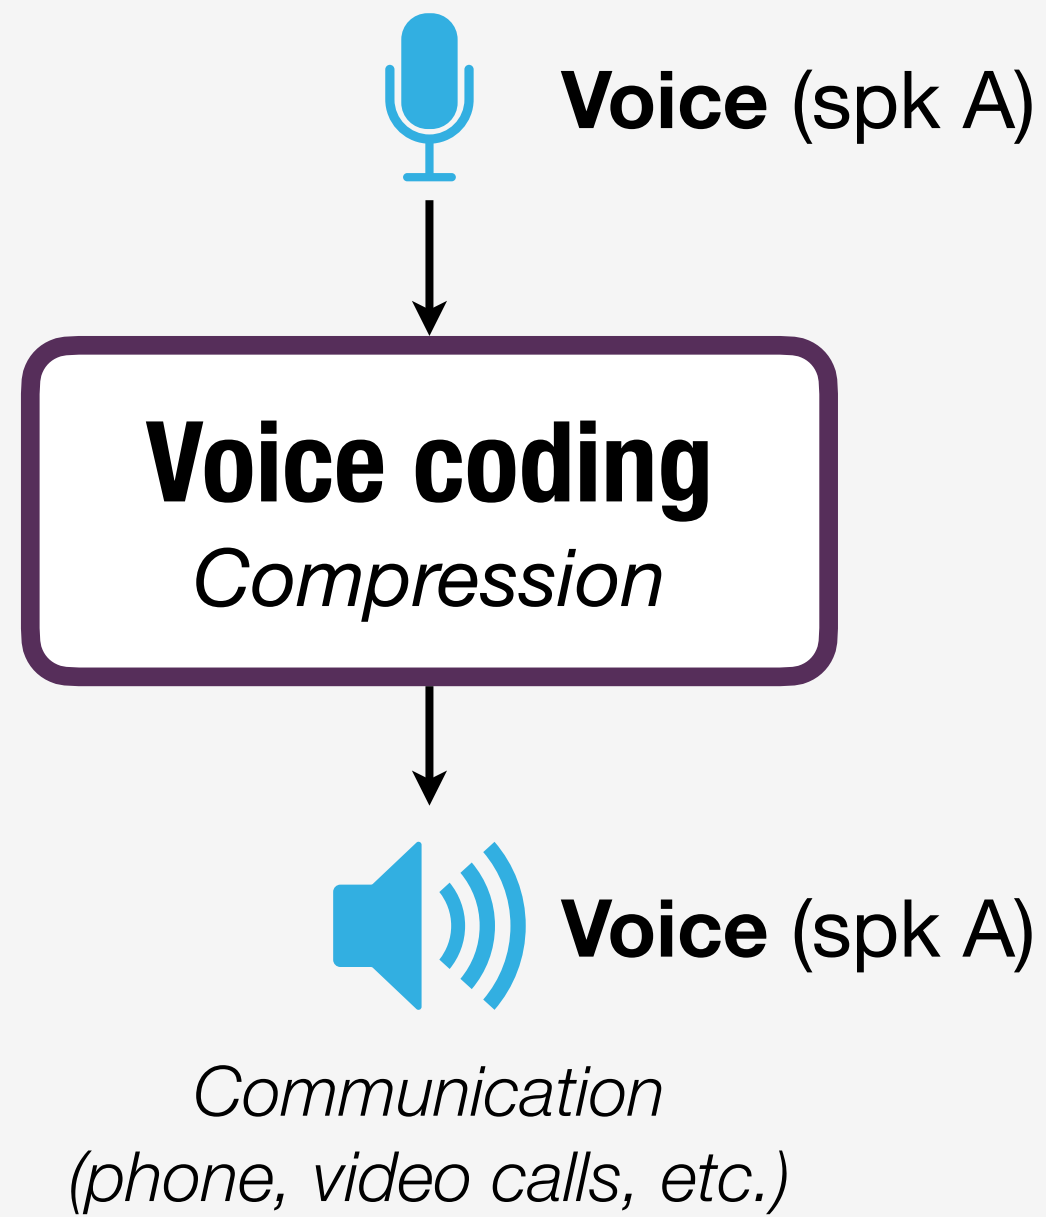 Voice (spk A)
Voice coding
Compression
Voice (spk A)
Communication
(phone, video calls, etc.)